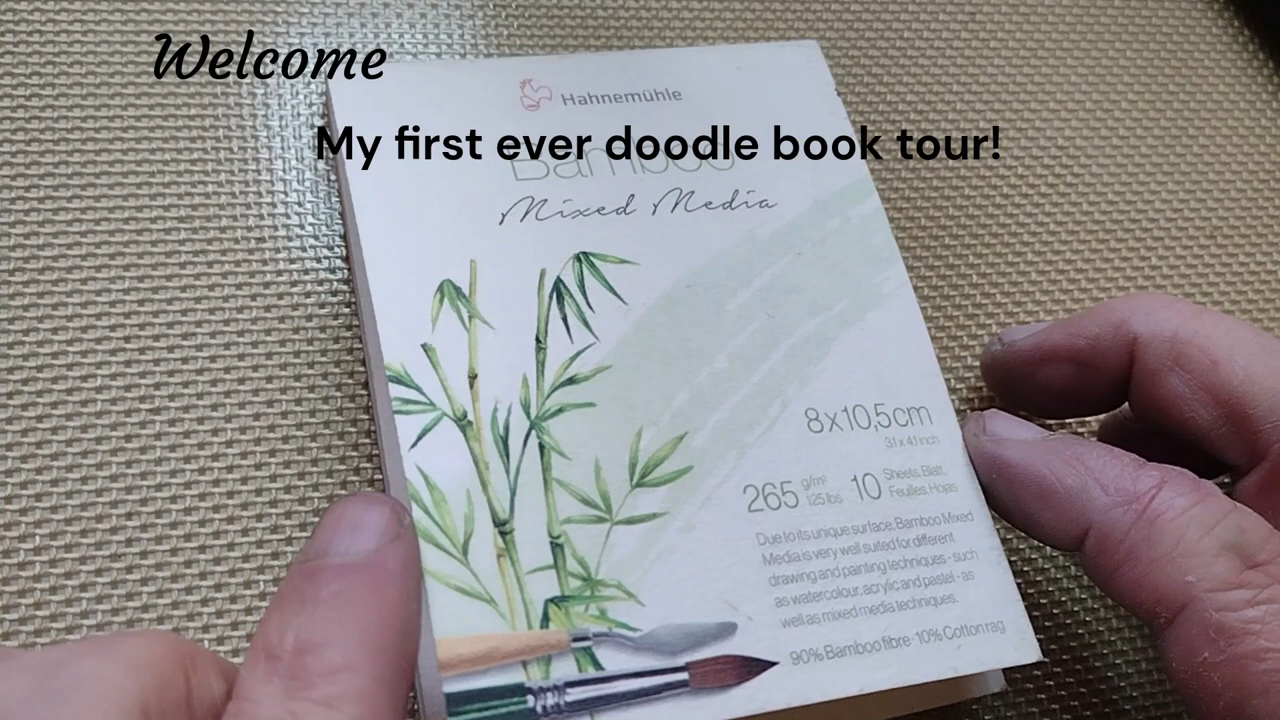 Welcome
Hahnemühle
My first ever doodle book tour!
Bamboo
Mixed Media
8x10,5cm
3.1 x 4.1 inch
265 g/m² 125 lbs 10 Sheets, Blatt, Feuilles, Hojas
Due to its unique surface, Bamboo Mixed
Media is very well suited for different
drawing and painting techniques - such
as watercolour, acrylic and pastel - as
well as mixed media techniques.
90% Bamboo fibre · 10% Cotton rag